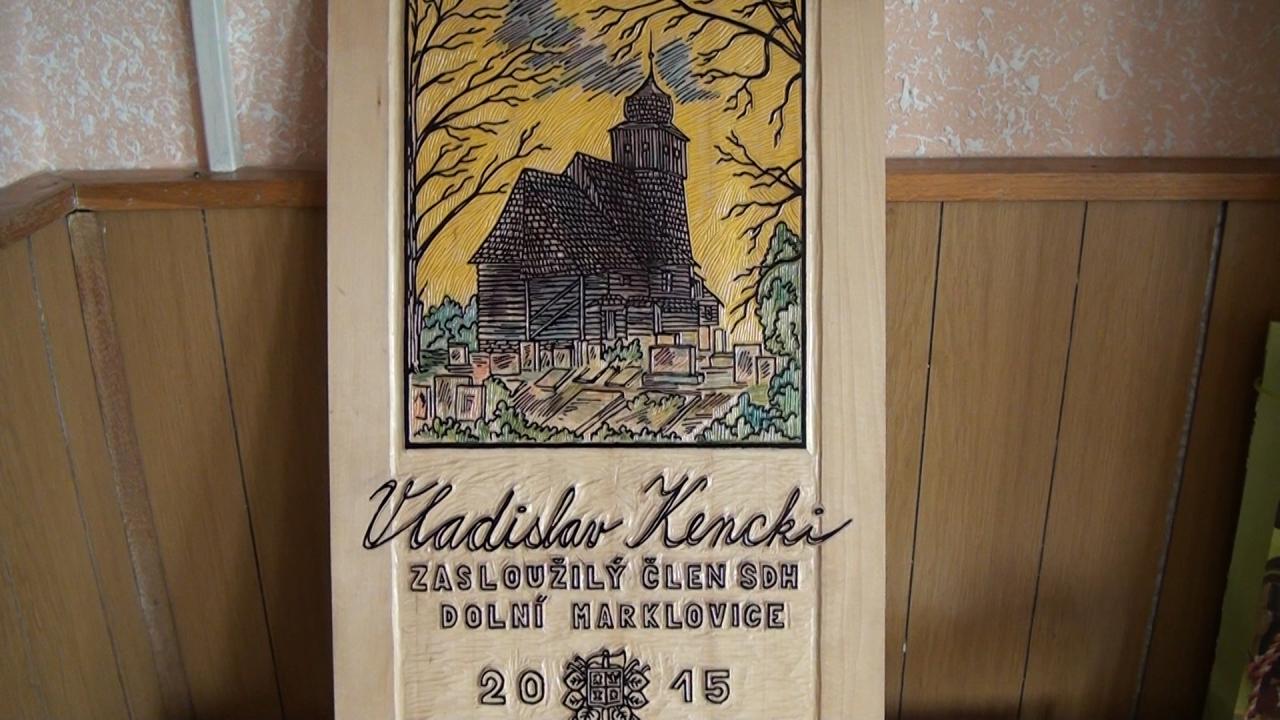 Vladislav Kencki
ZASLOUŽILÝ ČLEN SDH
DOLNÍ MARKLOVICE
20 15